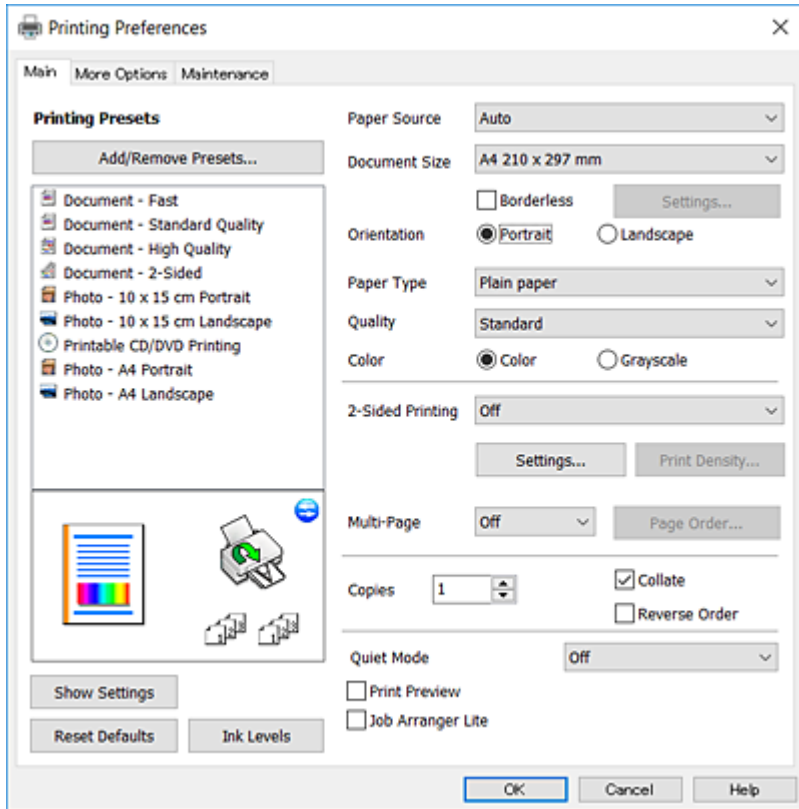 Printing Preferences
Main More Options Maintenance
Printing Presets
Add/Remove Presets...
Document - Fast
Document - Standard Quality
Document - High Quality
Document - 2-Sided
Photo - 10 x 15 cm Portrait
Photo - 10 x 15 cm Landscape
Printable CD/DVD Printing
Photo - A4 Portrait
Photo - A4 Landscape
Show Settings
Reset Defaults Ink Levels
Paper Source Auto
Document Size A4 210 x 297 mm
Borderless Settings...
Orientation Portrait Landscape
Paper Type Plain paper
Quality Standard
Color Color Grayscale
2-Sided Printing Off
Settings... Print Density...
Multi-Page Off Page Order...
Copies 1 Collate
Reverse Order
Quiet Mode Off
Print Preview
Job Arranger Lite
OK Cancel Help